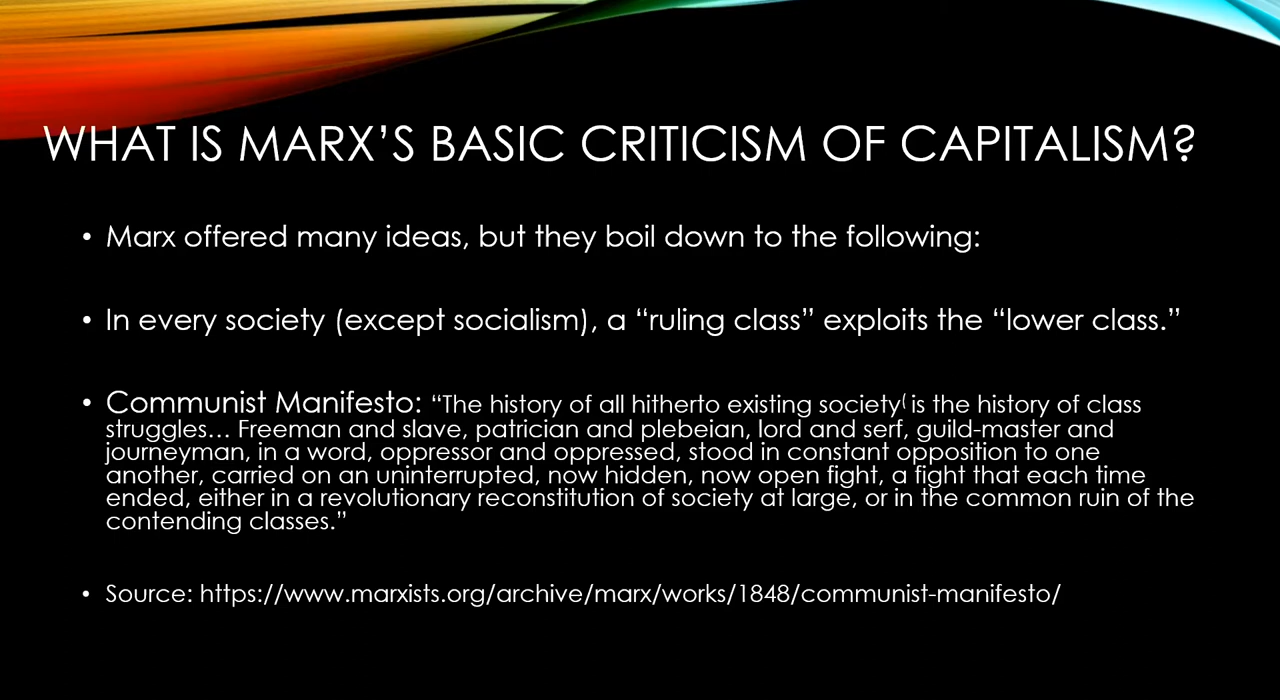 WHAT IS MARX’S BASIC CRITICISM OF CAPITALISM?
• Marx offered many ideas, but they boil down to the following:
• In every society (except socialism), a “ruling class” exploits the “lower class.”
• Communist Manifesto: “The history of all hitherto existing society⁽ is the history of class
struggles… Freeman and slave, patrician and plebeian, lord and serf, guild-master and
journeyman, in a word, oppressor and oppressed, stood in constant opposition to one
another, carried on an uninterrupted, now hidden, now open fight, a fight that each time
ended, either in a revolutionary reconstitution of society at large, or in the common ruin of the
contending classes.”
• Source: https://www.marxists.org/archive/marx/works/1848/communist-manifesto/